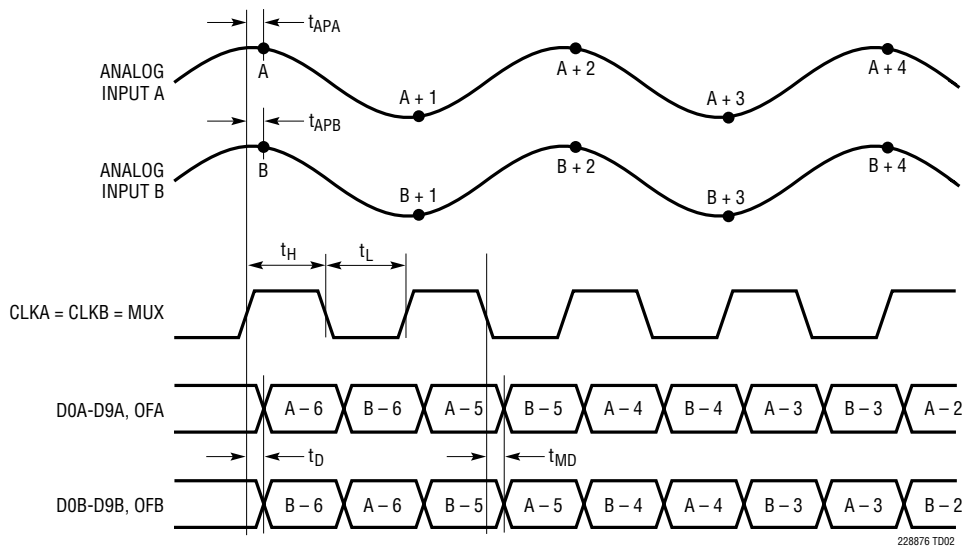 tAPA
ANALOG
INPUT A
A
A + 1
A + 2
A + 3
A + 4
tAPB
ANALOG
INPUT B
B
B + 1
B + 2
B + 3
B + 4
tH
tL
CLKA = CLKB = MUX
D0A-D9A, OFA
A – 6
B – 6
A – 5
B – 5
A – 4
B – 4
A – 3
B – 3
A – 2
tD
tMD
D0B-D9B, OFB
B – 6
A – 6
B – 5
A – 5
B – 4
A – 4
B – 3
A – 3
B – 2
228876 TD02